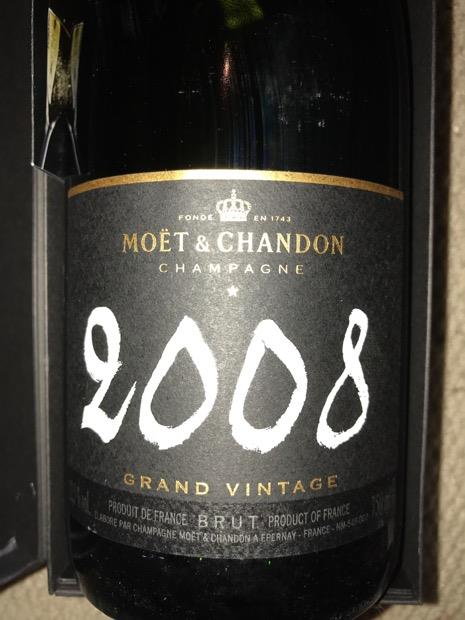 FONDÉ EN 1743
MOËT & CHANDON
CHAMPAGNE
2008
GRAND VINTAGE
PRODUIT DE FRANCE BRUT PRODUCT OF FRANCE
ELABORÉ PAR CHAMPAGNE MOËT & CHANDON A EPERNAY - FRANCE -